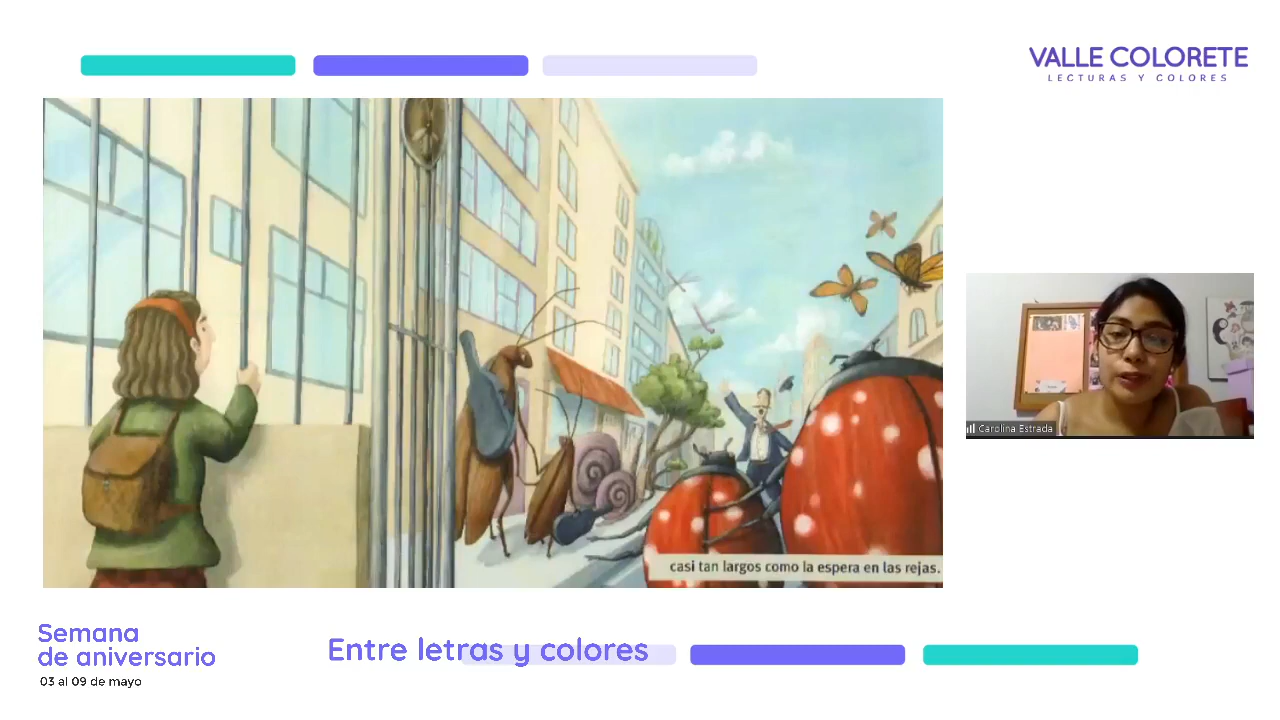 VALLE COLORETE
LECTURAS Y COLORES
casi tan largos como la espera en las rejas.
Carolina Estrada
Semana
de aniversario
03 al 09 de mayo
Entre letras y colores